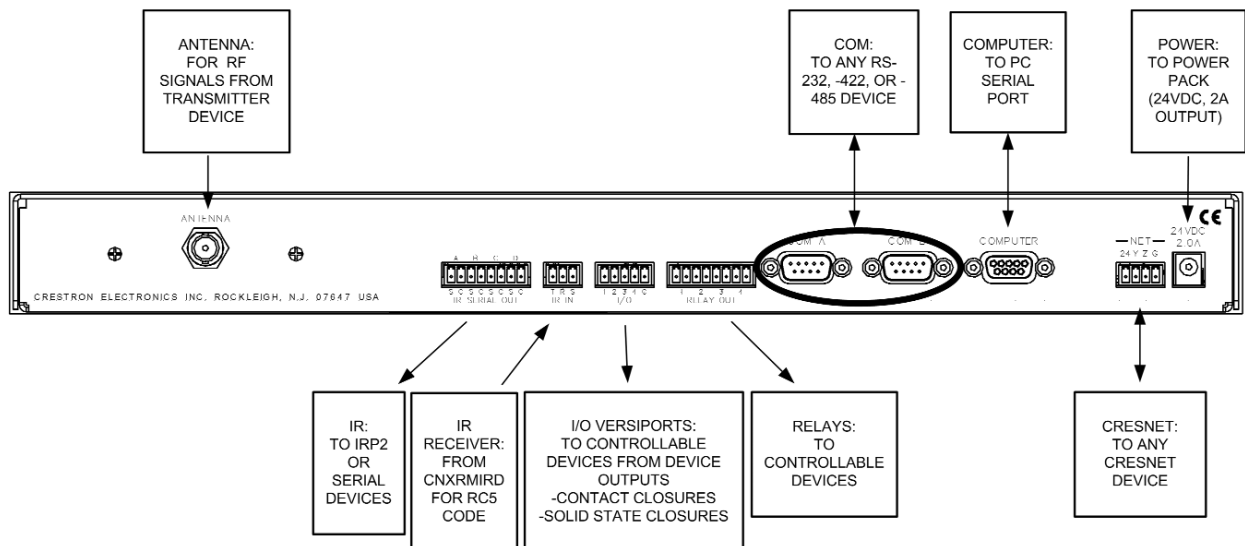 ANTENNA:
FOR RF
SIGNALS FROM
TRANSMITTER
DEVICE
COM:
TO ANY RS-
232, -422, OR -
485 DEVICE
COMPUTER:
TO PC
SERIAL
PORT
POWER:
TO POWER
PACK
(24VDC, 2A
OUTPUT)
ANTENNA
A B C D
S C S C S C S C
IR SERIAL OUT
T R S
IR IN
1 2 3 4 G
I/O
1 2 3 4
RELAY OUT
COM A
COM B
COMPUTER
NET
24 Y Z G
CE
24VDC
2.0A
CRESTRON ELECTRONICS INC. ROCKLEIGH, N.J. 07647 USA
IR:
TO IRP2
OR
SERIAL
DEVICES
IR
RECEIVER:
FROM
CNXRMIRD
FOR RC5
CODE
I/O VERSIPORTS:
TO CONTROLLABLE
DEVICES FROM DEVICE
OUTPUTS
-CONTACT CLOSURES
-SOLID STATE CLOSURES
RELAYS:
TO
CONTROLLABLE
DEVICES
CRESNET:
TO ANY
CRESNET
DEVICE